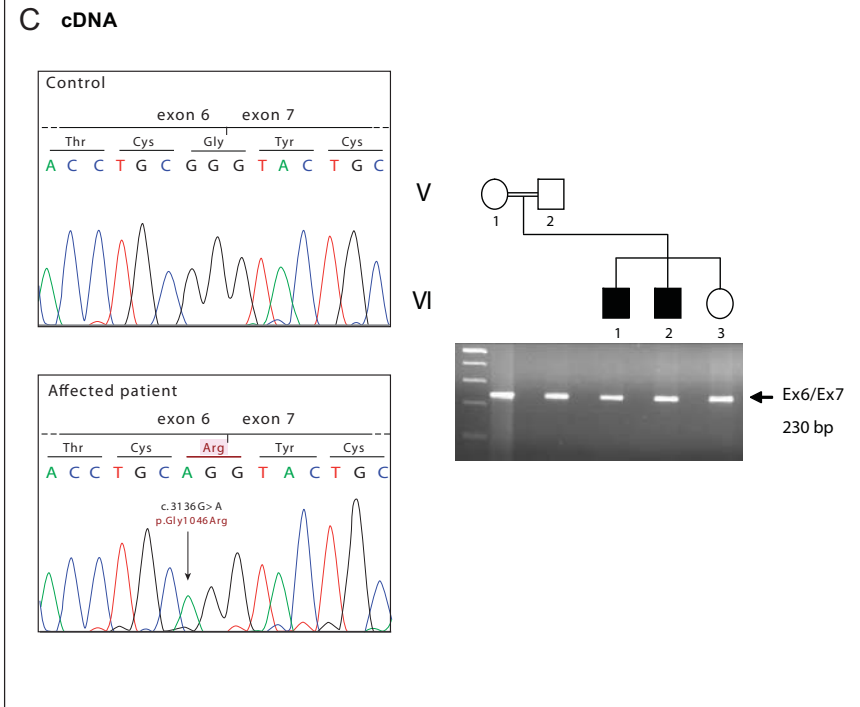 C cDNA
Control
exon 6 exon 7
Thr Cys Gly Tyr Cys
A C C T G C G G G T A C T G C
Affected patient
exon 6 exon 7
Thr Cys Arg Tyr Cys
A C C T G C A G G T A C T G C
c.3136G>A
p.Gly1046Arg
V
1 2
VI
1 2 3
Ex6/Ex7
230 bp